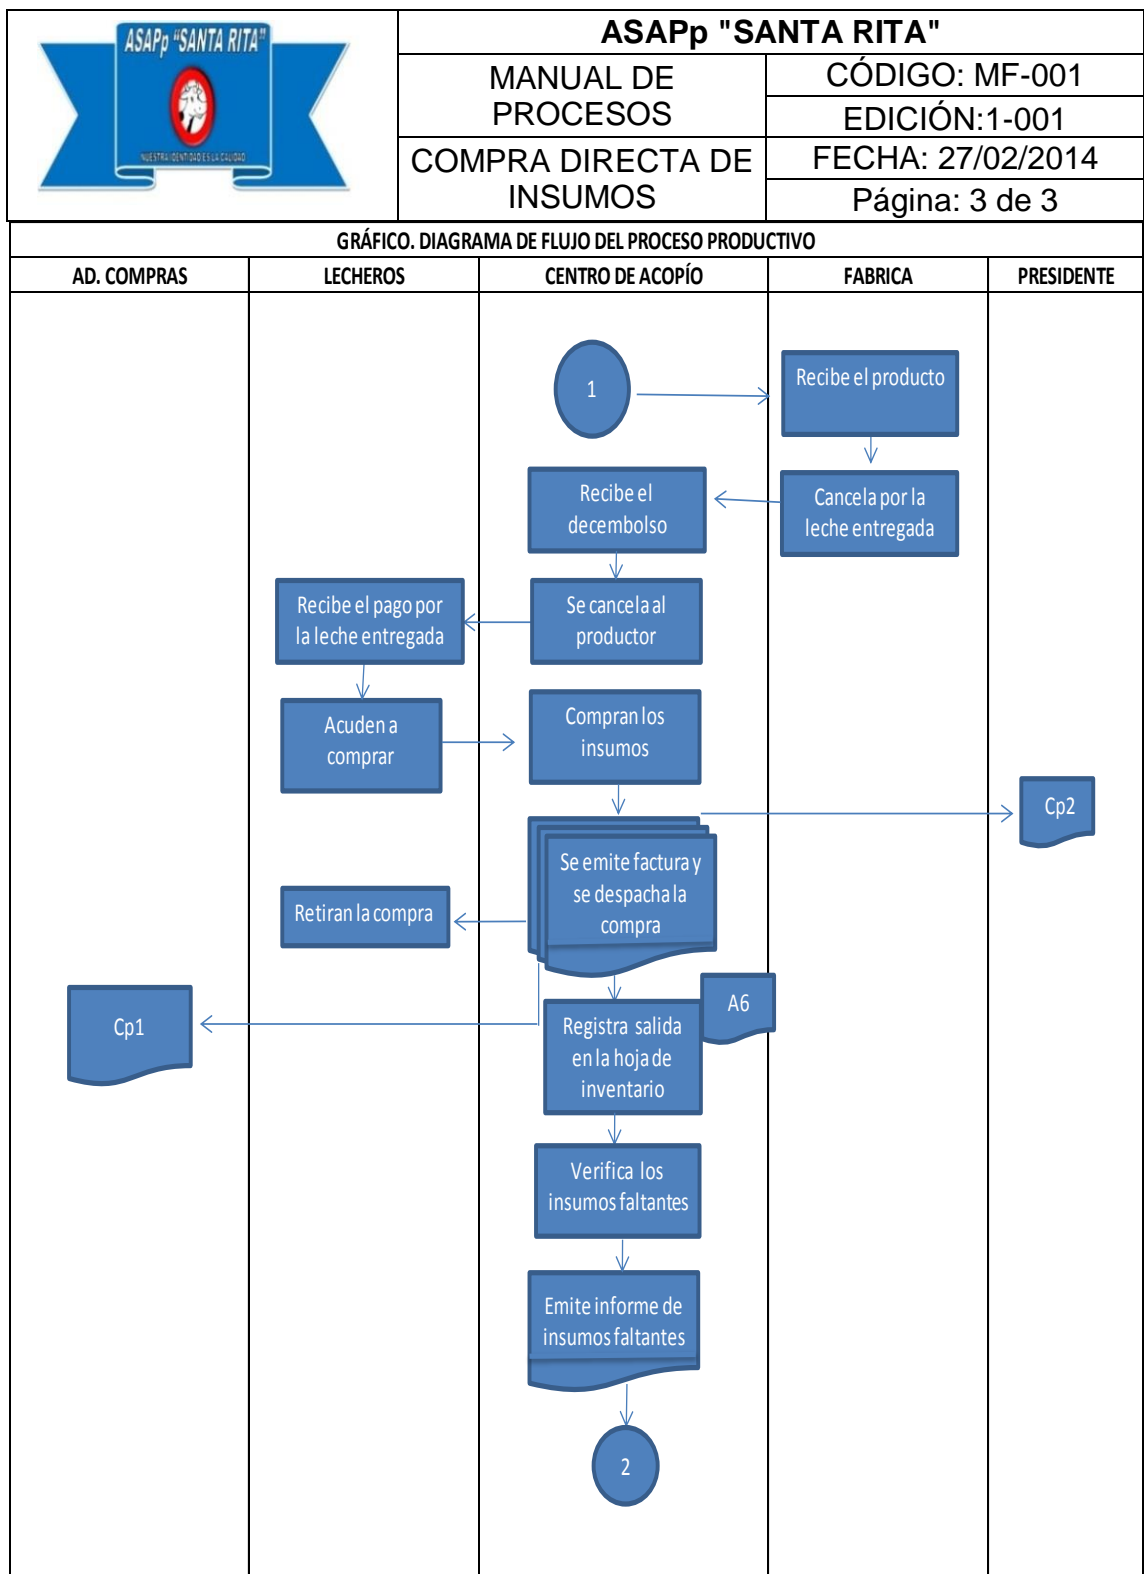 ASAPp "SANTA RITA"
NUESTRA IDENTIDAD ES LA CALIDAD
ASAPp "SANTA RITA"
MANUAL DE
PROCESOS
CÓDIGO: MF-001
EDICIÓN:1-001
COMPRA DIRECTA DE
INSUMOS
FECHA: 27/02/2014
Página: 3 de 3
GRÁFICO. DIAGRAMA DE FLUJO DEL PROCESO PRODUCTIVO
AD. COMPRAS
LECHEROS
CENTRO DE ACOPÍO
FABRICA
PRESIDENTE
1
Recibe el producto
Cancela por la
leche entregada
Recibe el
decembolso
Se cancela al
productor
Recibe el pago por
la leche entregada
Acuden a
comprar
Compran los
insumos
Cp2
Se emite factura y
se despacha la
compra
Retiran la compra
Cp1
A6
Registra salida
en la hoja de
inventario
Verifica los
insumos faltantes
Emite informe de
insumos faltantes
2